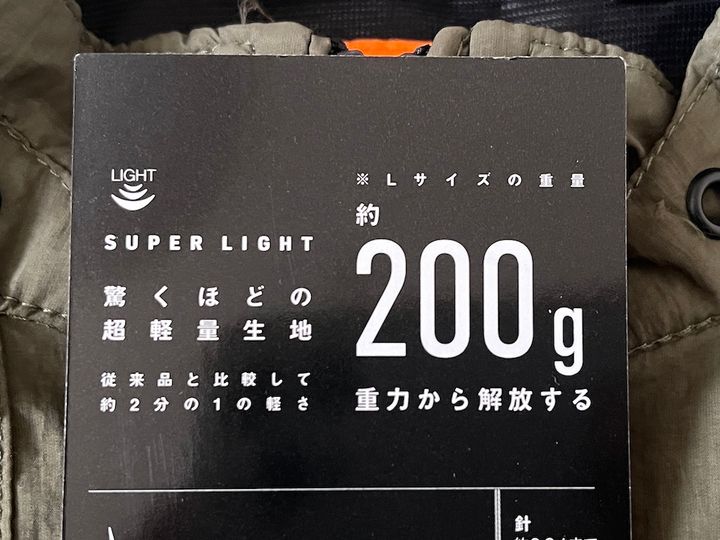 LIGHT
SUPER LIGHT
驚くほどの
超軽量生地
従来品と比較して
約2分の1の軽さ
※Lサイズの重量
約
200g
重力から解放する
針